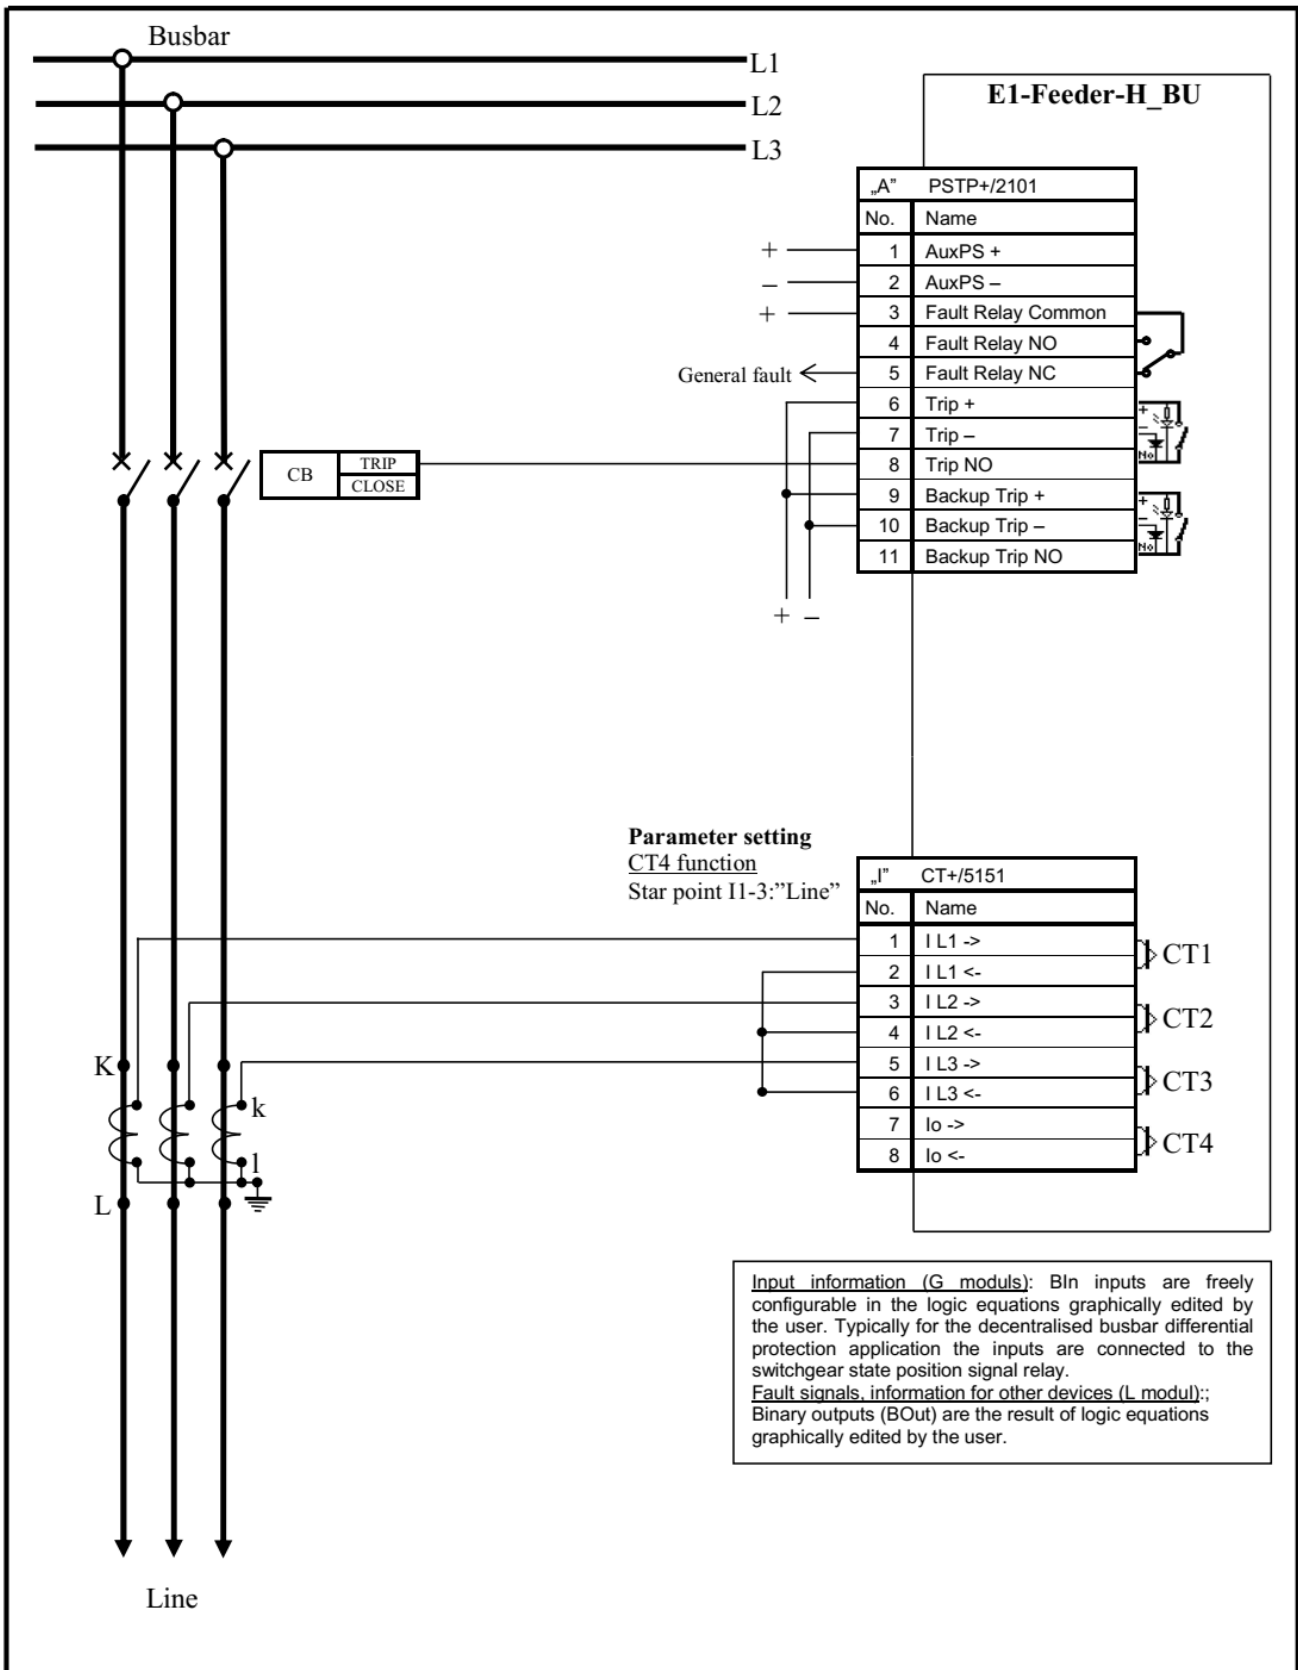 Busbar
L1
L2
L3
E1-Feeder-H_BU
„A” PSTP+/2101
No. Name
+ 1 AuxPS +
– 2 AuxPS –
+ 3 Fault Relay Common
4 Fault Relay NO
General fault 5 Fault Relay NC
6 Trip +
7 Trip –
8 Trip NO
9 Backup Trip +
10 Backup Trip –
11 Backup Trip NO
+ – No
+ – No
CB TRIP
CLOSE
+ –
Parameter setting
CT4 function
Star point I1-3:”Line”
„I” CT+/5151
No. Name
1 I L1 ->
2 I L1 <-
3 I L2 ->
4 I L2 <-
5 I L3 ->
6 I L3 <-
7 Io ->
8 Io <-
CT1
CT2
CT3
CT4
K
k
l
L
Input information (G moduls): BIn inputs are freely
configurable in the logic equations graphically edited by
the user. Typically for the decentralised busbar differential
protection application the inputs are connected to the
switchgear state position signal relay.
Fault signals, information for other devices (L modul):;
Binary outputs (BOut) are the result of logic equations
graphically edited by the user.
Line